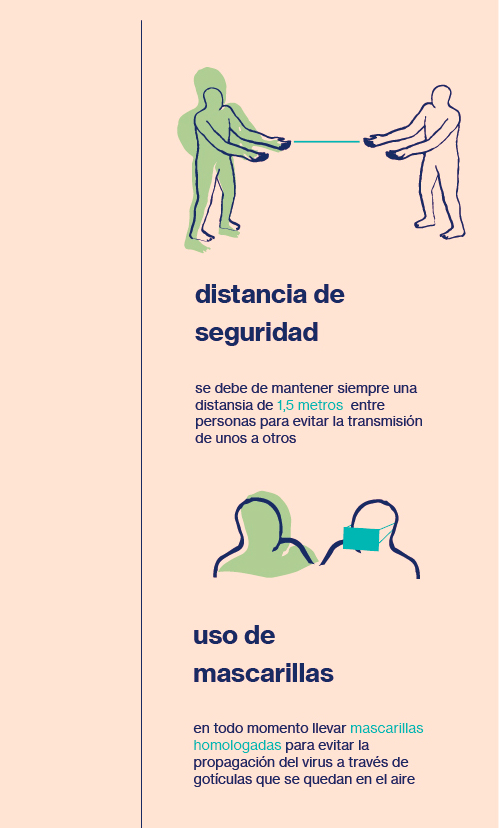 distancia de
seguridad
se debe de mantener siempre una
distansia de 1,5 metros entre
personas para evitar la transmisión
de unos a otros
uso de
mascarillas
en todo momento llevar mascarillas
homologadas para evitar la
propagación del virus a través de
gotículas que se quedan en el aire